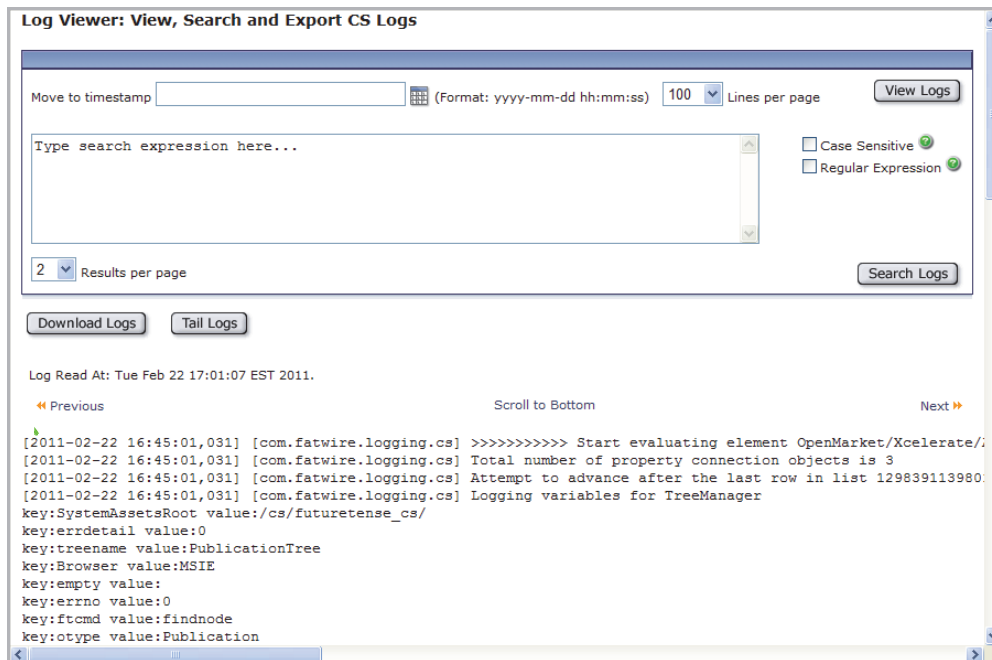 Log Viewer: View, Search and Export CS Logs
Move to timestamp (Format: yyyy-mm-dd hh:mm:ss) 100 Lines per page View Logs
Type search expression here...
Case Sensitive
Regular Expression
2 Results per page Search Logs
Download Logs Tail Logs
Log Read At: Tue Feb 22 17:01:07 EST 2011.
Previous Scroll to Bottom Next
[2011-02-22 16:45:01,031] [com.fatwire.logging.cs] >>>>>>>>>>> Start evaluating element OpenMarket/Xcelerate/
[2011-02-22 16:45:01,031] [com.fatwire.logging.cs] Total number of property connection objects is 3
[2011-02-22 16:45:01,031] [com.fatwire.logging.cs] Attempt to advance after the last row in list 129839113980
[2011-02-22 16:45:01,031] [com.fatwire.logging.cs] Logging variables for TreeManager
key:SystemAssetsRoot value:/cs/futuretense_cs/
key:errdetail value:0
key:treename value:PublicationTree
key:Browser value:MSIE
key:empty value:
key:errno value:0
key:ftcmd value:findnode
key:otype value:Publication